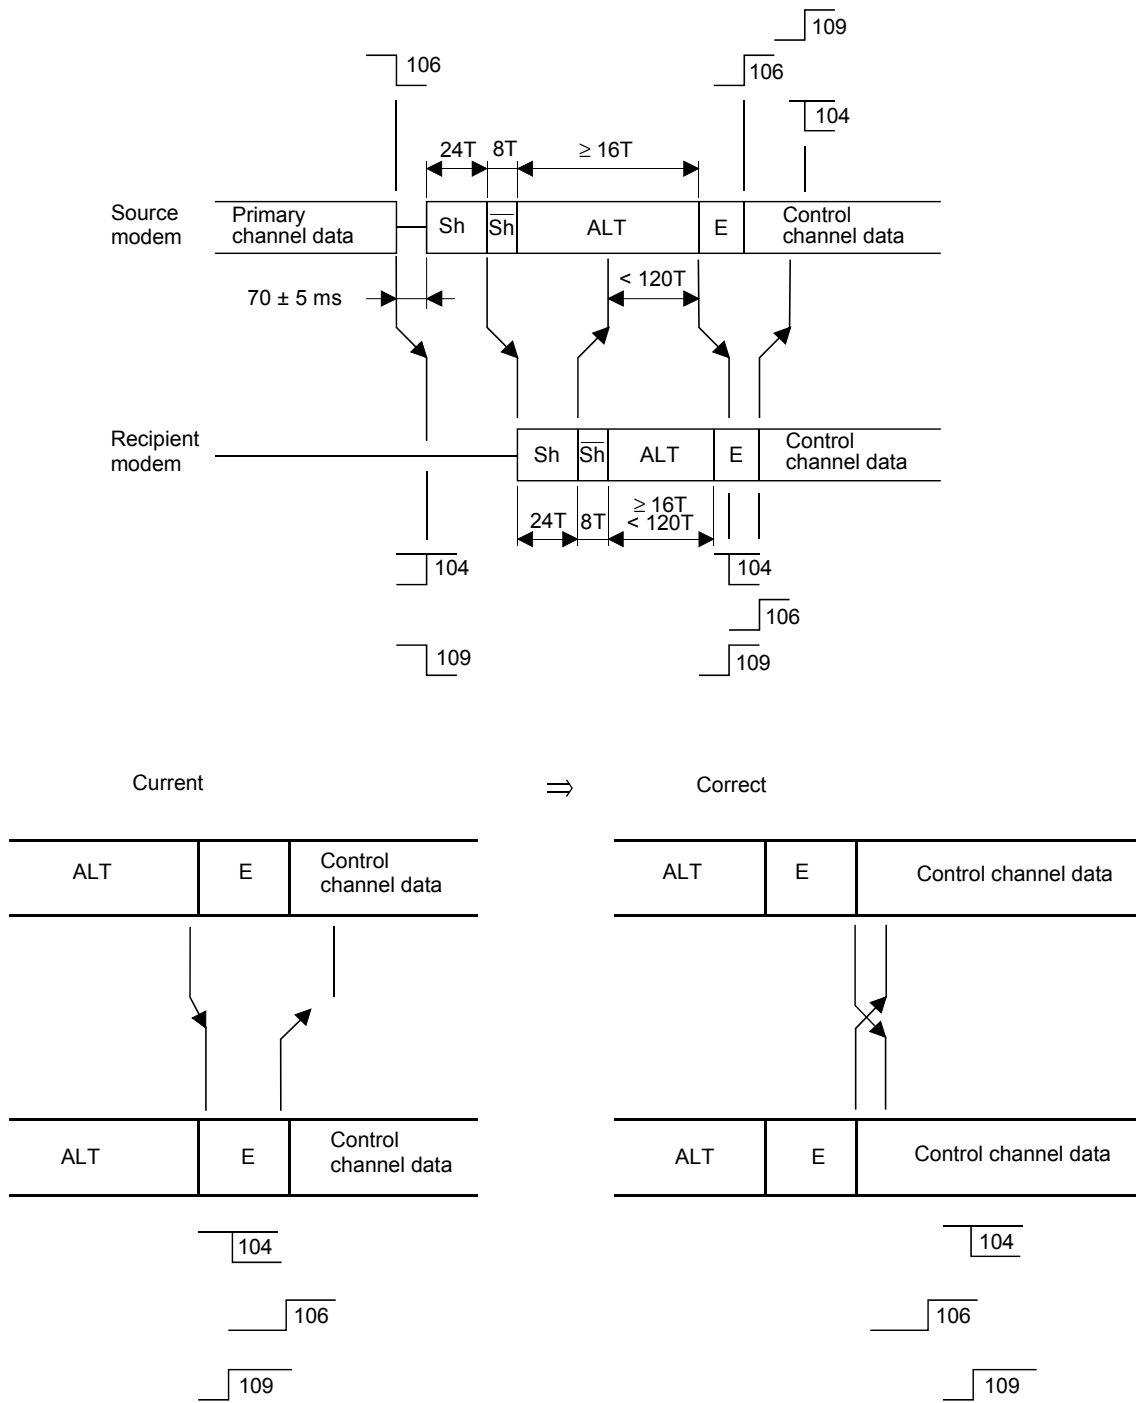 109
106
106
104
24T
8T
≥ 16T
Source
modem
Primary
channel data
Sh
S̅h̅
ALT
E
Control
channel data
< 120T
70 ± 5 ms
Recipient
modem
Sh
S̅h̅
ALT
E
Control
channel data
24T
8T
≥ 16T
< 120T
104
104
106
109
109
Current
⇒
Correct
ALT
E
Control
channel data
ALT
E
Control channel data
ALT
E
Control
channel data
ALT
E
Control channel data
104
104
106
106
109
109